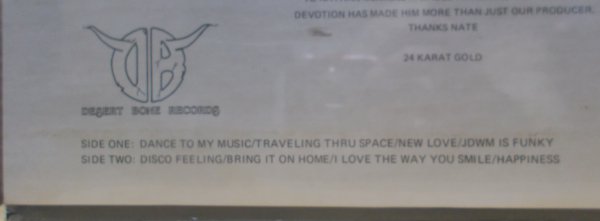 DEVOTION HAS MADE HIM MORE THAN JUST OUR PRODUCER.
THANKS NATE
24 KARAT GOLD
DB
DESERT BONE RECORDS
SIDE ONE: DANCE TO MY MUSIC/TRAVELING THRU SPACE/NEW LOVE/JDWM IS FUNKY
SIDE TWO: DISCO FEELING/BRING IT ON HOME/I LOVE THE WAY YOU SMILE/HAPPINESS